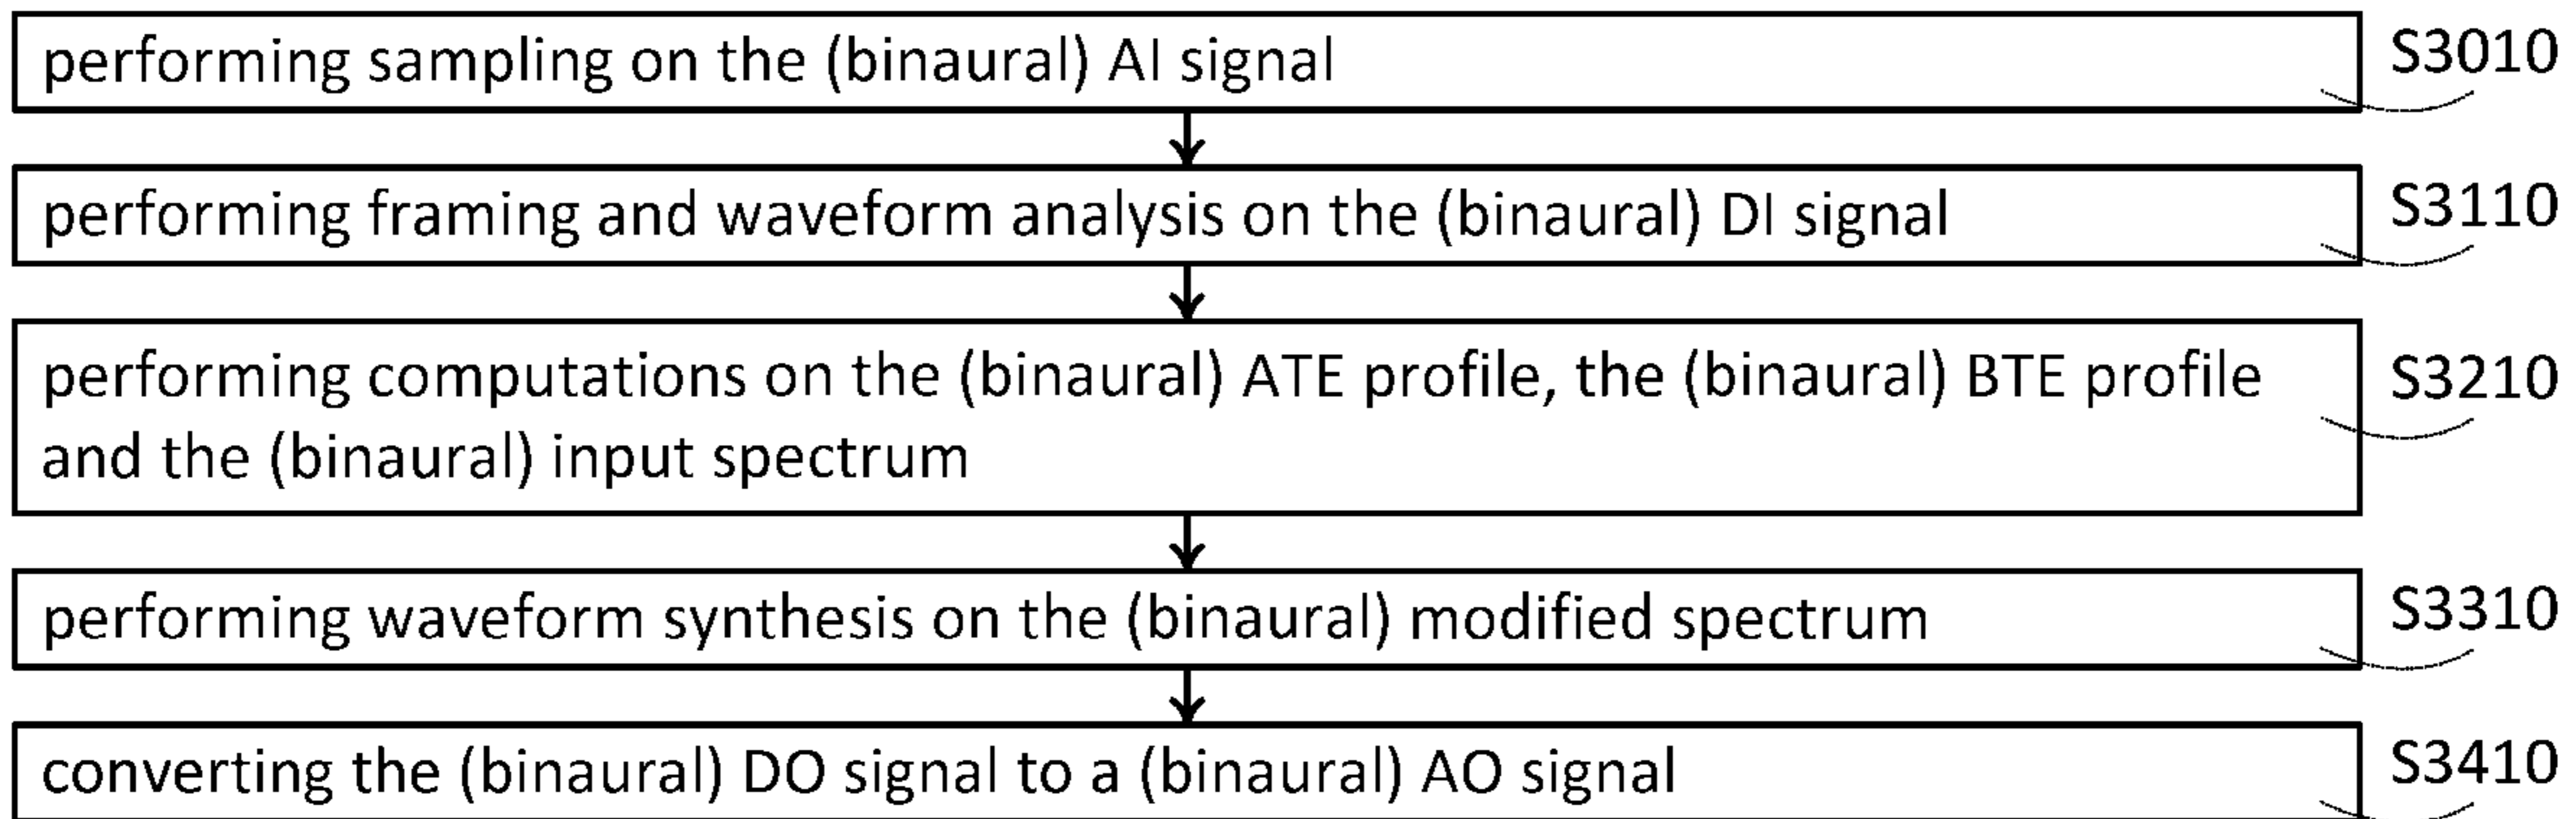 performing sampling on the (binaural) AI signal S3010
performing framing and waveform analysis on the (binaural) DI signal S3110
performing computations on the (binaural) ATE profile, the (binaural) BTE profile S3210
and the (binaural) input spectrum
performing waveform synthesis on the (binaural) modified spectrum S3310
converting the (binaural) DO signal to a (binaural) AO signal S3410